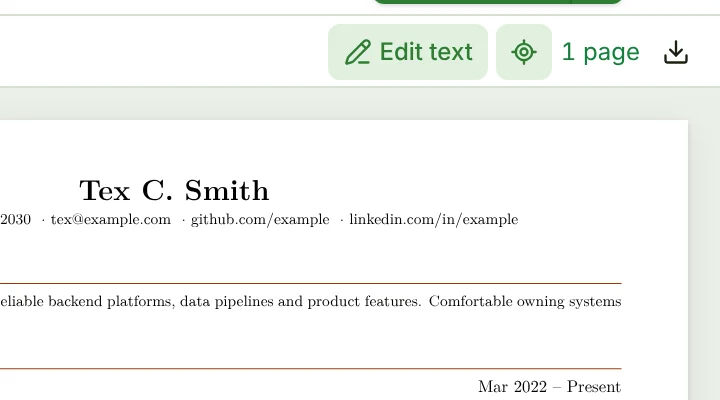 Edit text
1 page
Tex C. Smith
2030 · tex@example.com · github.com/example · linkedin.com/in/example
eliable backend platforms, data pipelines and product features. Comfortable owning systems
Mar 2022 – Present